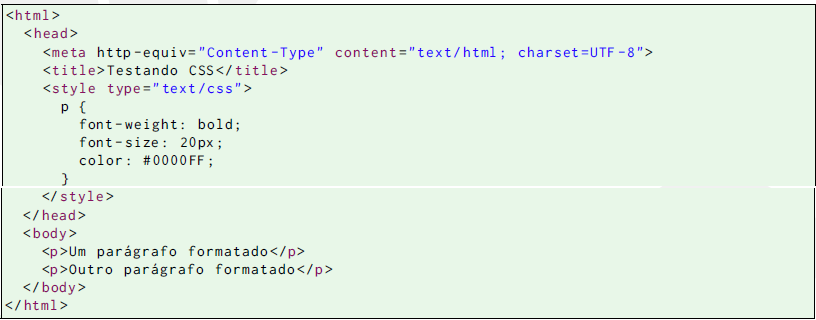 <html>
  <head>
    <meta http-equiv="Content-Type" content="text/html; charset=UTF-8">
    <title>Testando CSS</title>
    <style type="text/css">
      p {
        font-weight: bold;
        font-size: 20px;
        color: #0000FF;
      }
    </style>
  </head>
  <body>
    <p>Um parágrafo formatado</p>
    <p>Outro parágrafo formatado</p>
  </body>
</html>